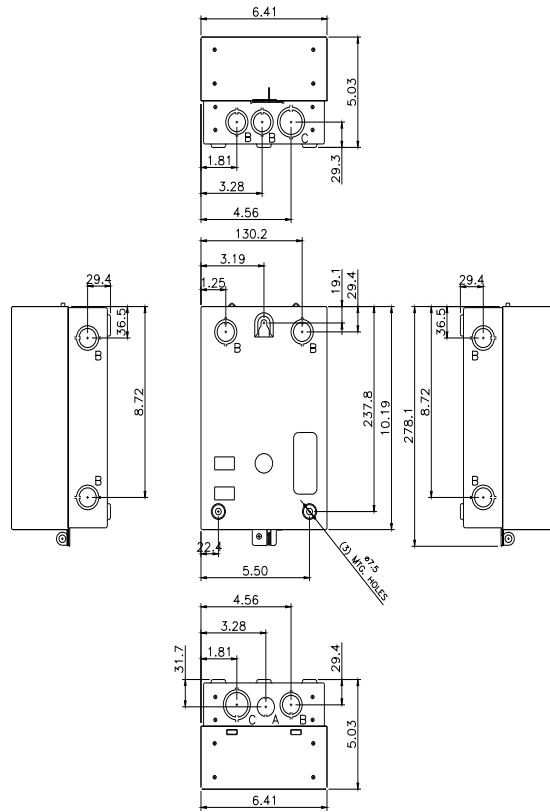 6.41
5.03
B
B
C
1.81
29.3
3.28
4.56
130.2
3.19
1.25
19.1
29.4
B
B
237.8
10.19
22.4
5.50
ø7.5
(3) MTG. HOLES
29.4
36.5
B
8.72
B
29.4
36.5
B
8.72
278.1
B
4.56
3.28
1.81
31.7
29.4
C
A
B
5.03
6.41